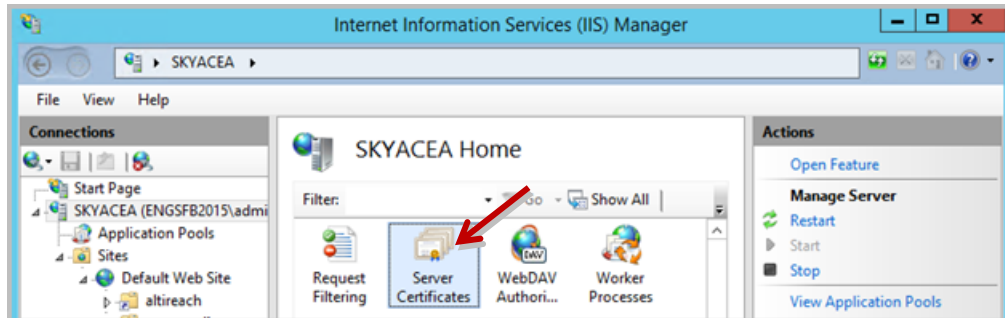 Internet Information Services (IIS) Manager
SKYACEA
File View Help
Connections
Start Page
SKYACEA (ENGSFB2015\admi
Application Pools
Sites
Default Web Site
altireach
SKYACEA Home
Filter: Go Show All
Request Filtering
Server Certificates
WebDAV Authori...
Worker Processes
Actions
Open Feature
Manage Server
Restart
Start
Stop
View Application Pools